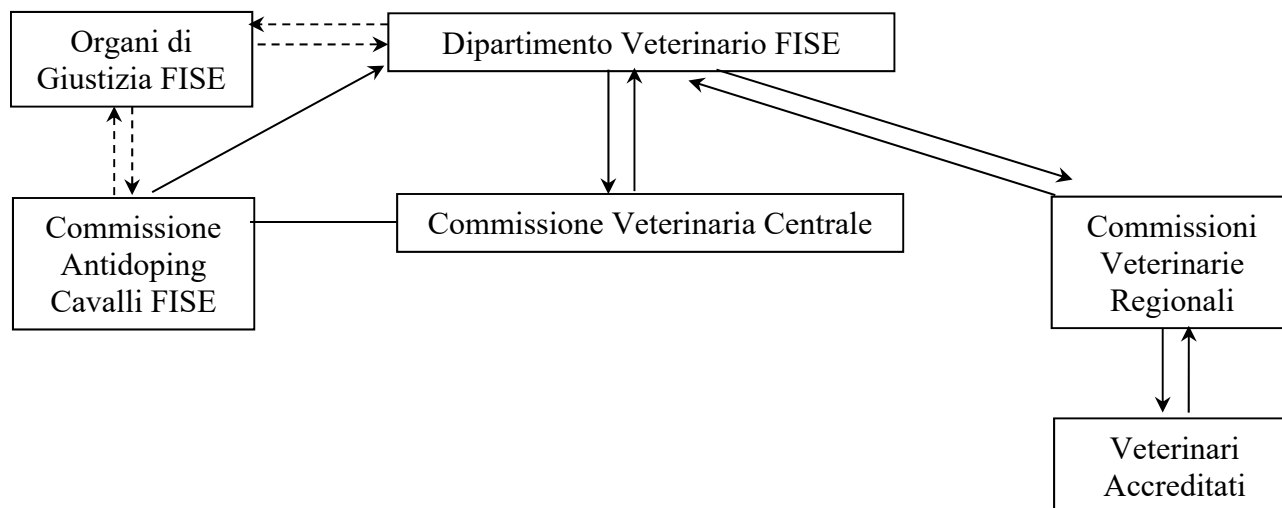 Organi di
Giustizia FISE
Dipartimento Veterinario FISE
Commissione
Antidoping
Cavalli FISE
Commissione Veterinaria Centrale
Commissioni
Veterinarie
Regionali
Veterinari
Accreditati